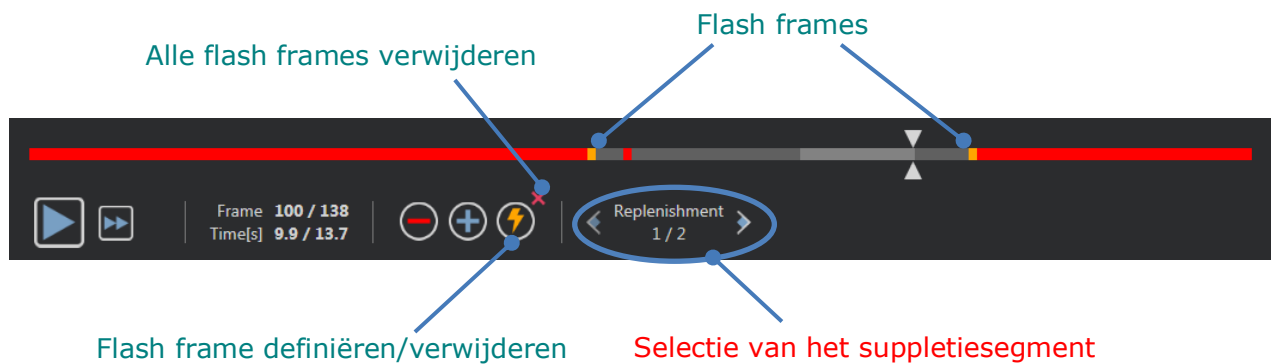 Flash frames
Alle flash frames verwijderen
Frame 100 / 138
Time[s] 9.9 / 13.7
Replenishment
1 / 2
Flash frame definiëren/verwijderen
Selectie van het suppletiesegment